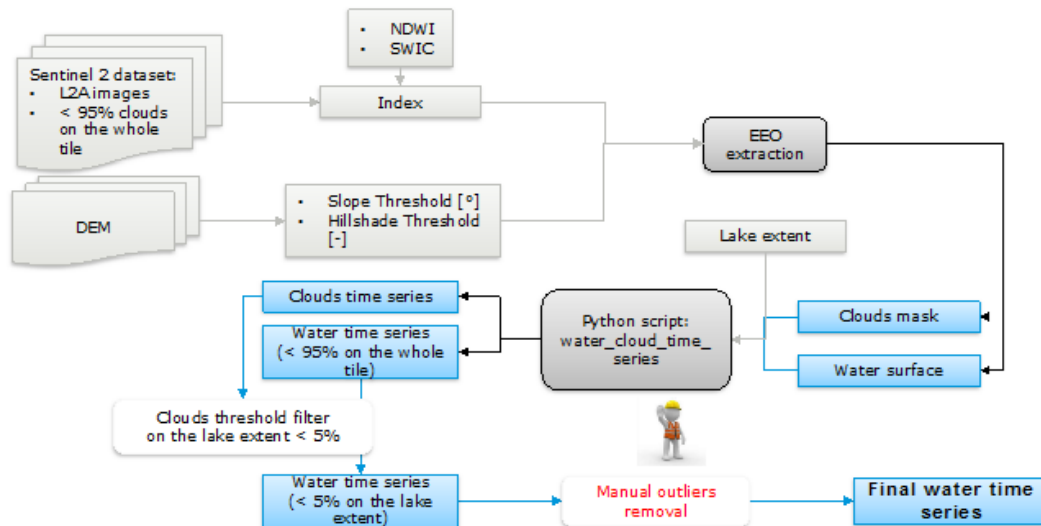 • NDWI
• SWIC
Sentinel 2 dataset:
• L2A images
• < 95% clouds
on the whole
tile
Index
EEO
extraction
DEM
• Slope Threshold [º]
• Hillshade Threshold
[-]
Lake extent
Clouds time series
Water time series
(< 95% on the whole
tile)
Python script:
water_cloud_time_
series
Clouds mask
Water surface
Clouds threshold filter
on the lake extent < 5%
Water time series
(< 5% on the lake
extent)
Manual outliers
removal
Final water time
series